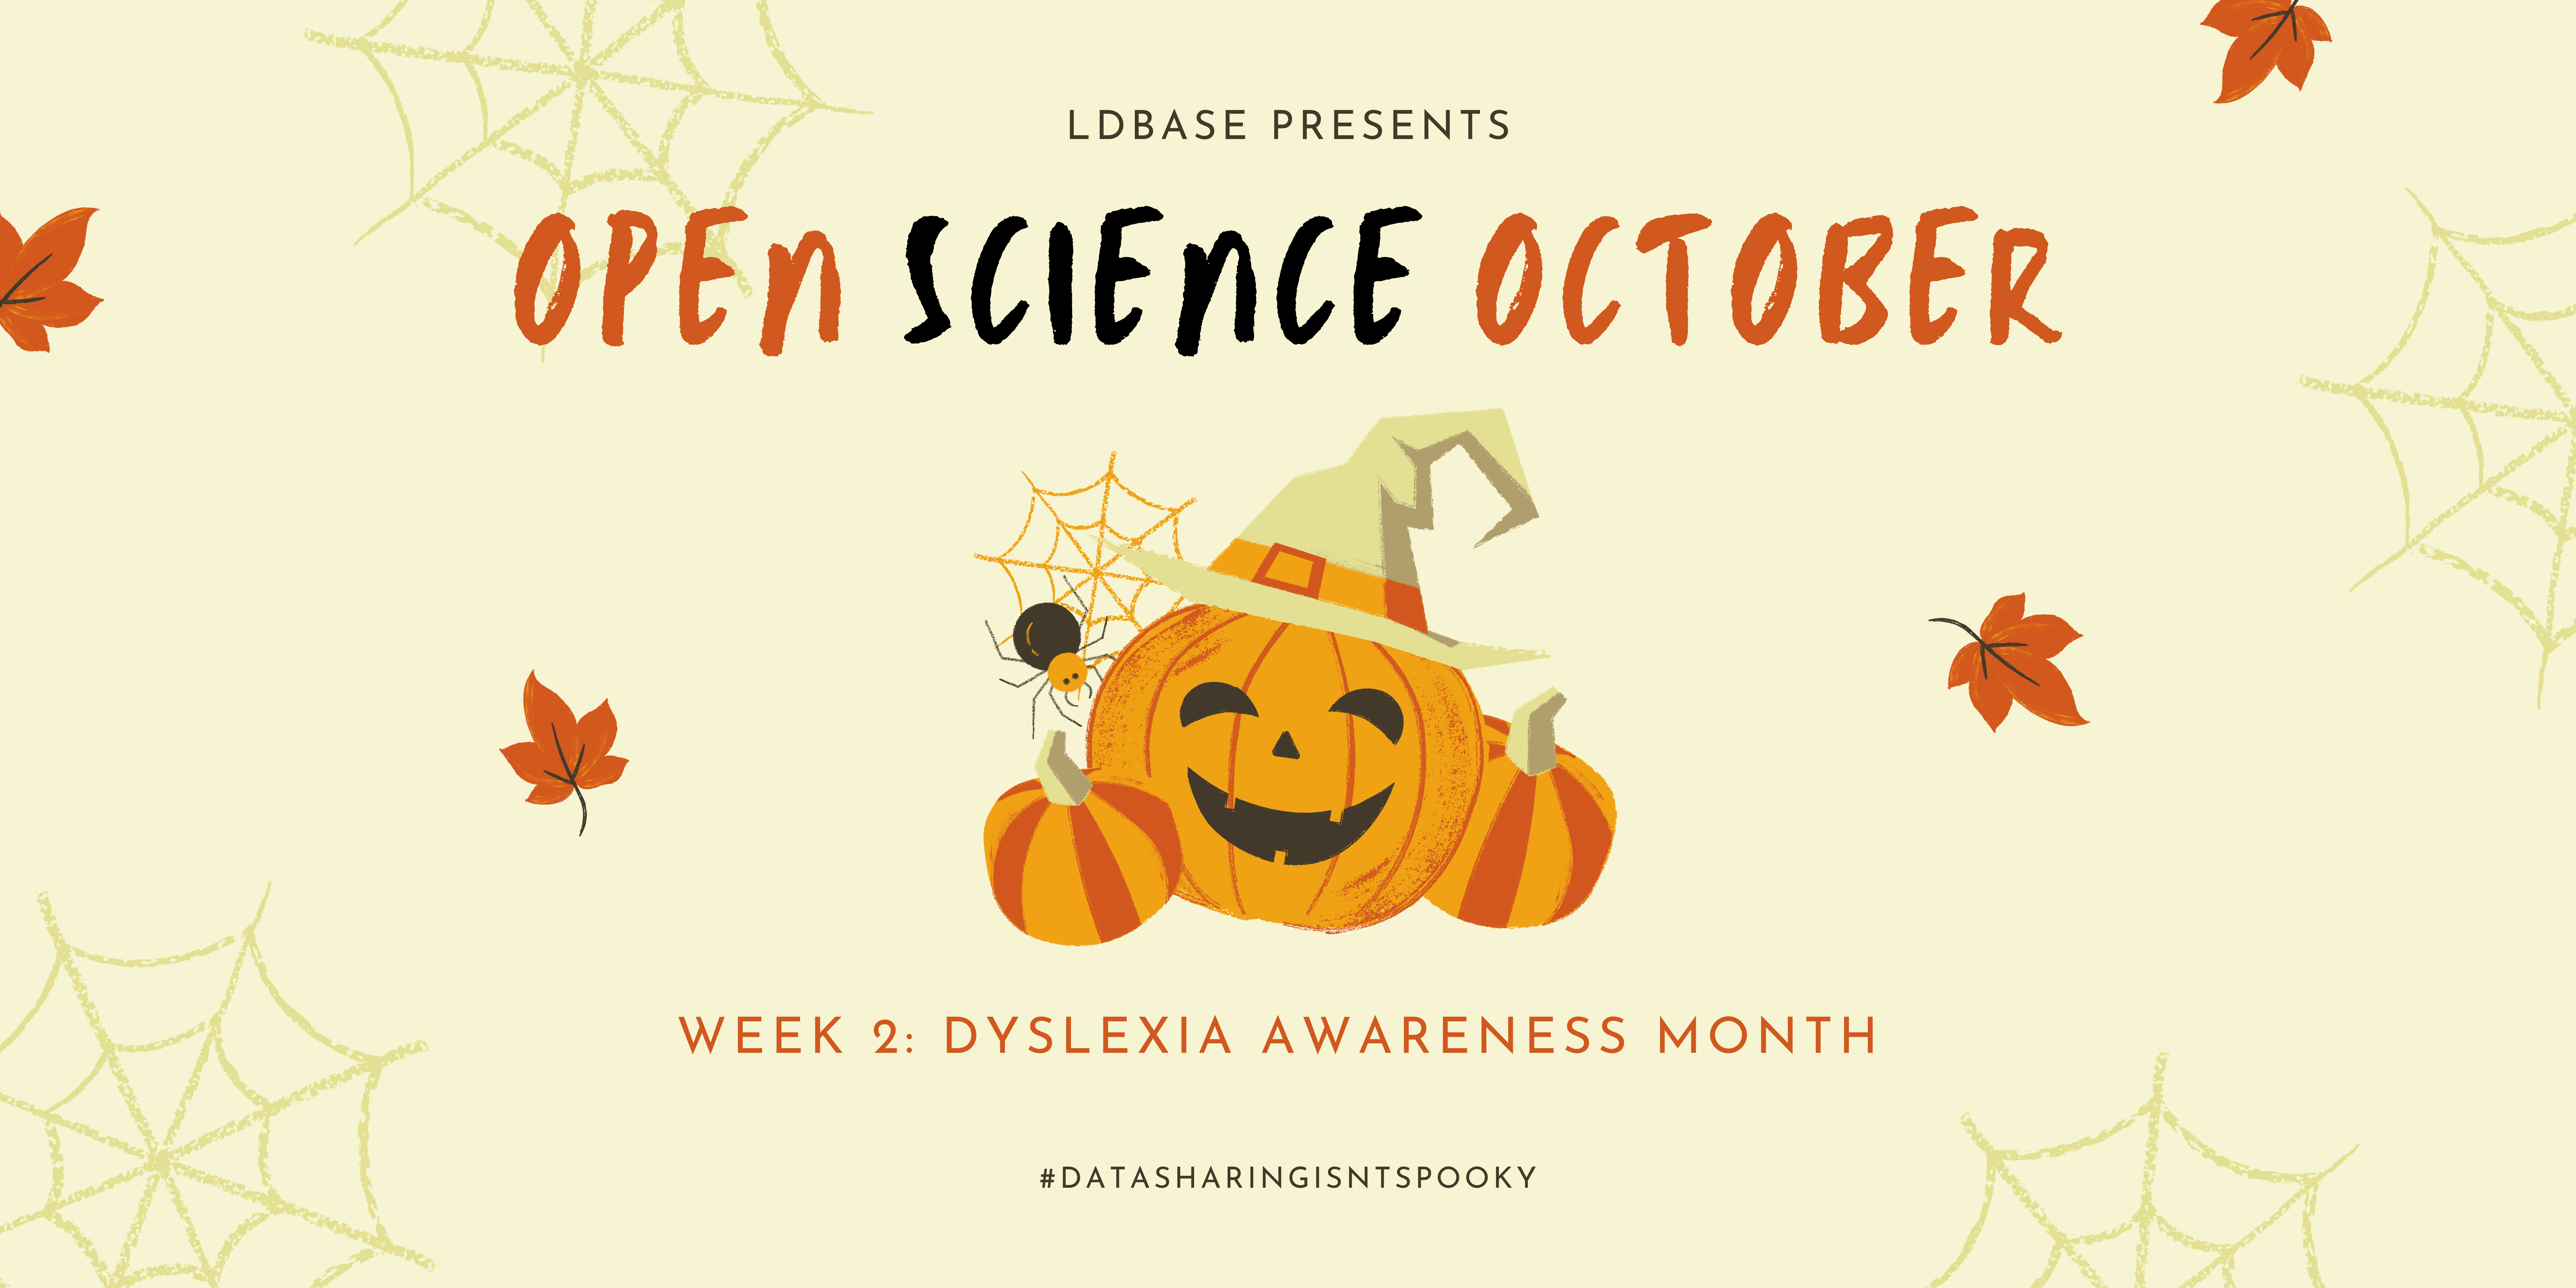 LDBASE PRESENTS
OPEN SCIENCE OCTOBER
WEEK 2: DYSLEXIA AWARENESS MONTH
#DATASHARINGISNTSPOOKY